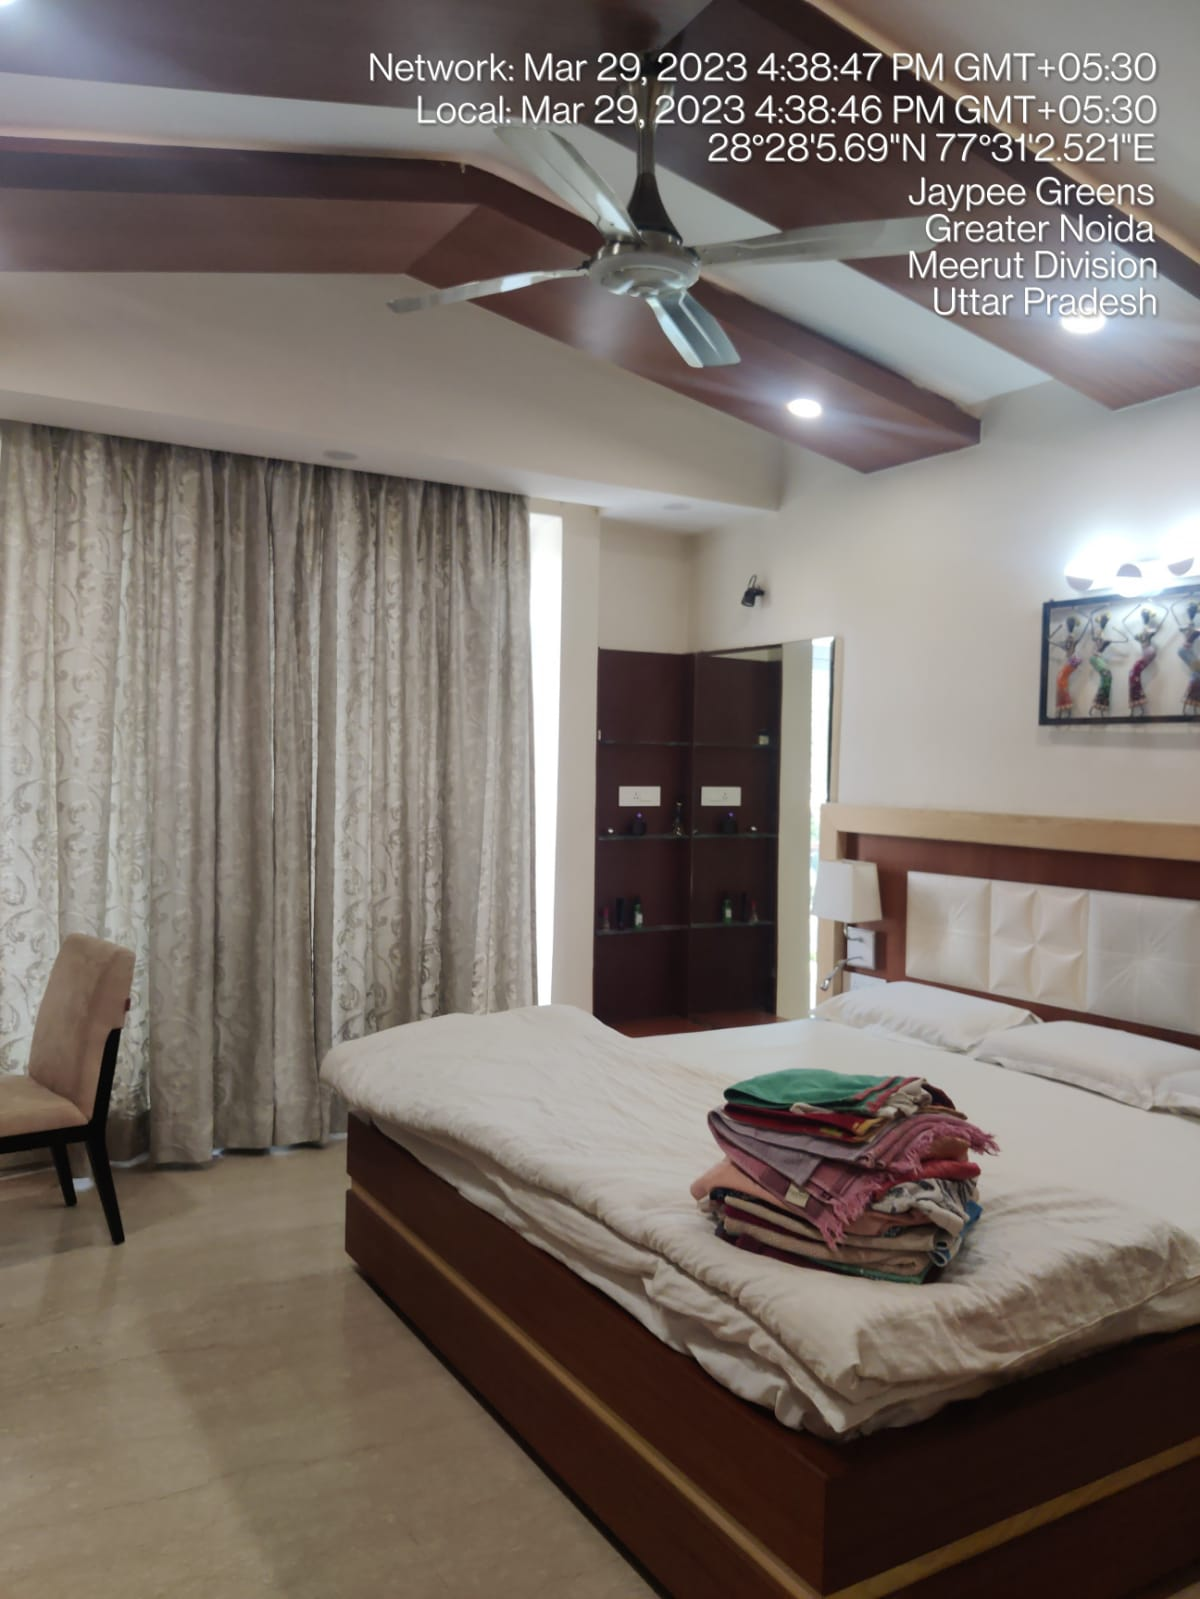 Network: Mar 29, 2023 4:38:47 PM GMT+05:30
Local: Mar 29, 2023 4:38:46 PM GMT+05:30
28°28'5.69"N 77°31'2.521"E
Jaypee Greens
Greater Noida
Meerut Division
Uttar Pradesh